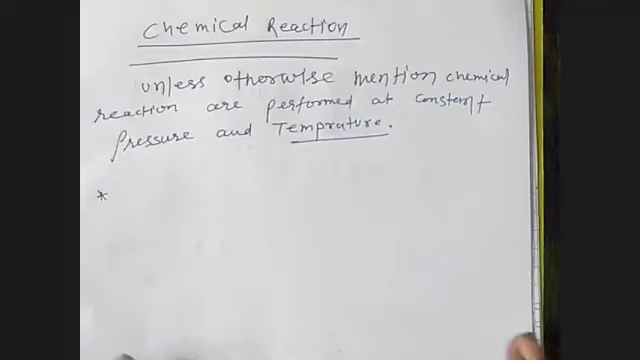 Chemical Reaction
unless otherwise mention chemical
reaction are performed at constent
Pressure and Temprature.
*